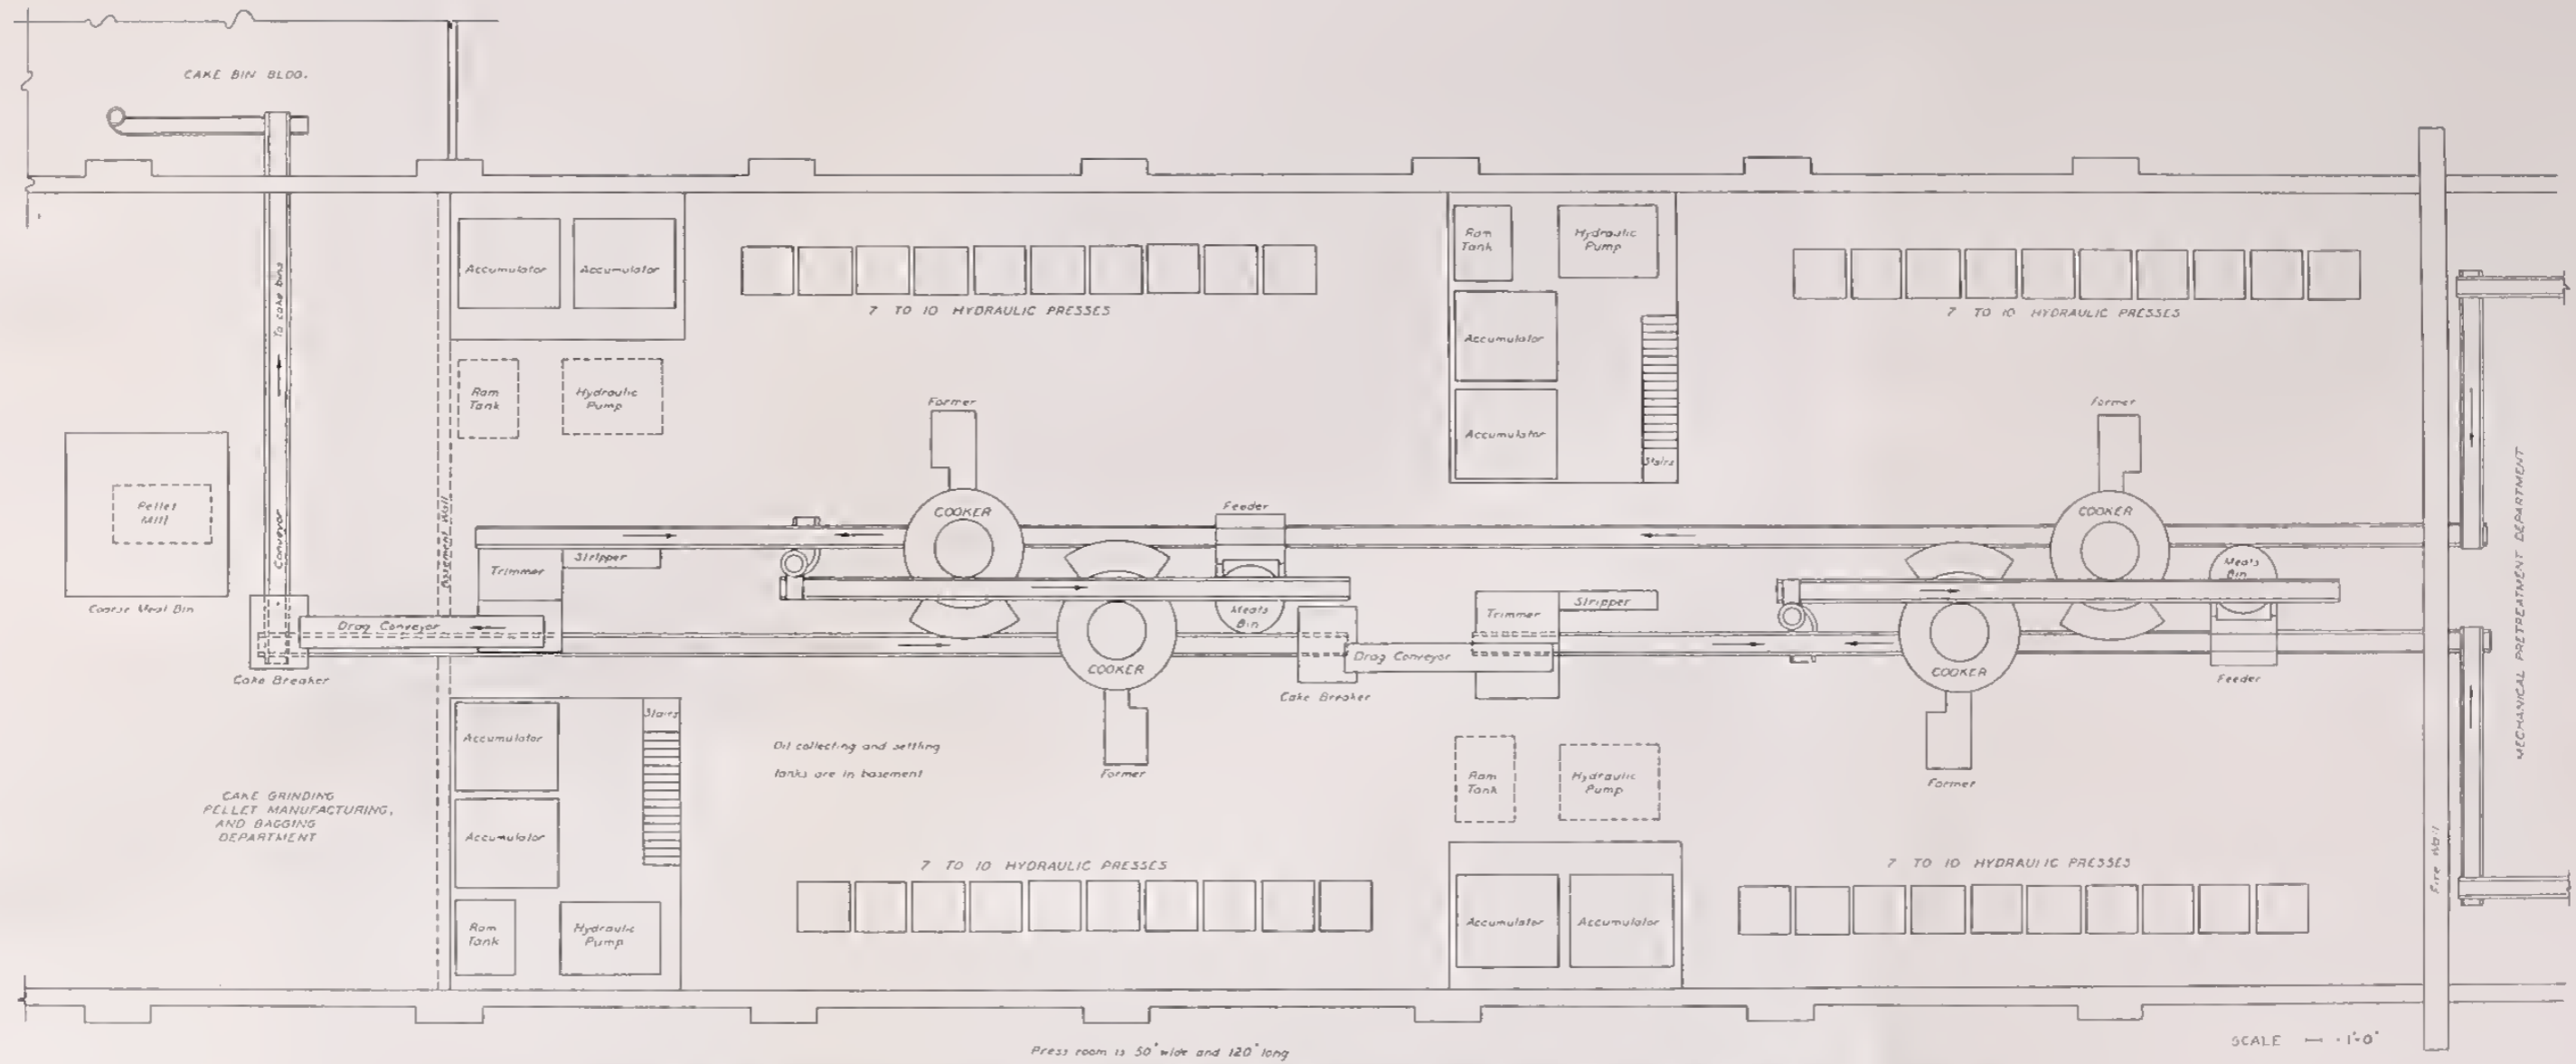 CAKE BIN BLDG.
To cake bins
Conveyor
Accumulator
Accumulator
7 TO 10 HYDRAULIC PRESSES
Ram
Tank
Hydraulic
Pump
Ram
Tank
Hydraulic
Pump
Accumulator
Accumulator
Stairs
7 TO 10 HYDRAULIC PRESSES
Former
Former
Pellet
Mill
Coarse Meal Bin
Basement Wall
COOKER
Feeder
COOKER
Stripper
Trimmer
Meats
Bin
Drag Conveyor
Cake Breaker
Meats
Bin
Stripper
Trimmer
Drag Conveyor
Cake Breaker
COOKER
COOKER
Feeder
MECHANICAL PRETREATMENT DEPARTMENT
Stairs
Accumulator
Oil collecting and settling
tanks are in basement
Former
Former
Ram
Tank
Hydraulic
Pump
CAKE GRINDING
PELLET MANUFACTURING,
AND BAGGING
DEPARTMENT
Accumulator
7 TO 10 HYDRAULIC PRESSES
7 TO 10 HYDRAULIC PRESSES
Fire Wall
Ram
Tank
Hydraulic
Pump
Accumulator
Accumulator
Press room is 50' wide and 120' long
SCALE = 1'-0"